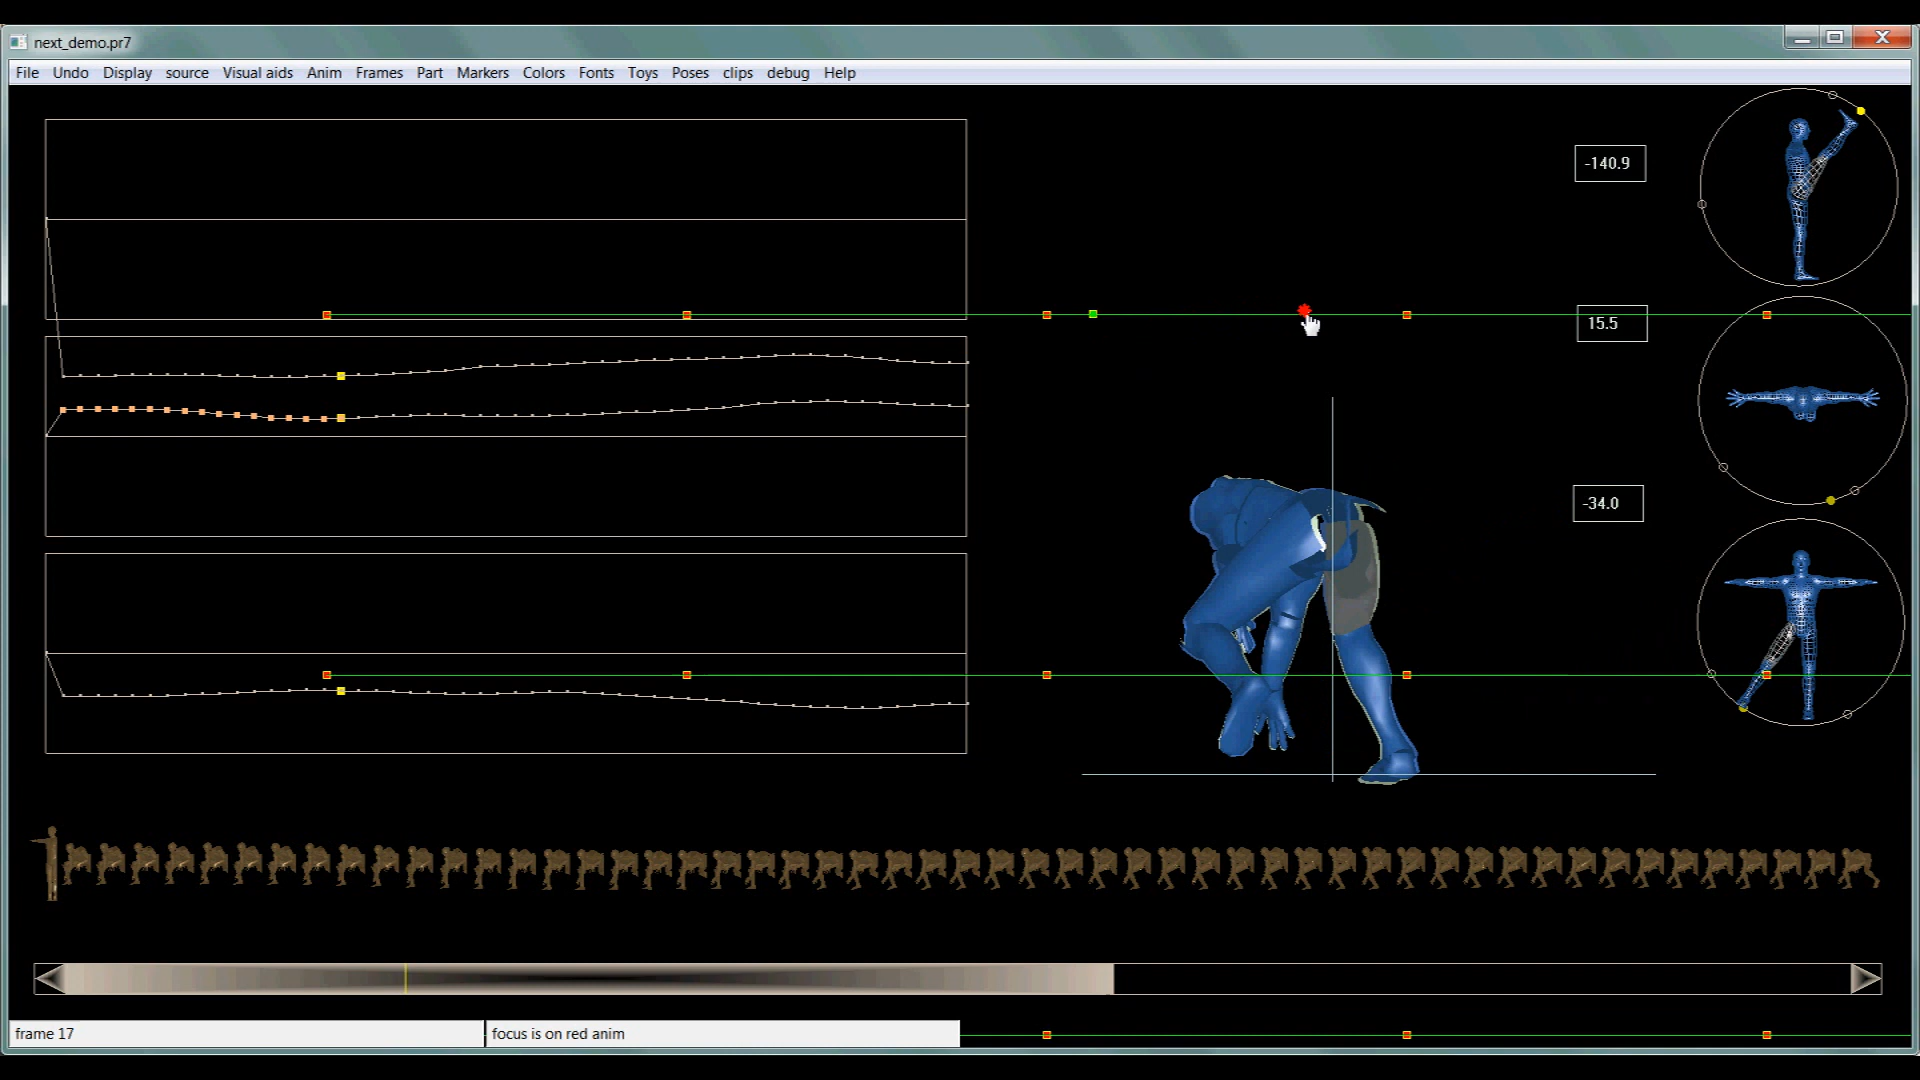 next_demo.pr7
File Undo Display source Visual aids Anim Frames Part Markers Colors Fonts Toys Poses clips debug Help
-140.9
15.5
-34.0
frame 17
focus is on red anim